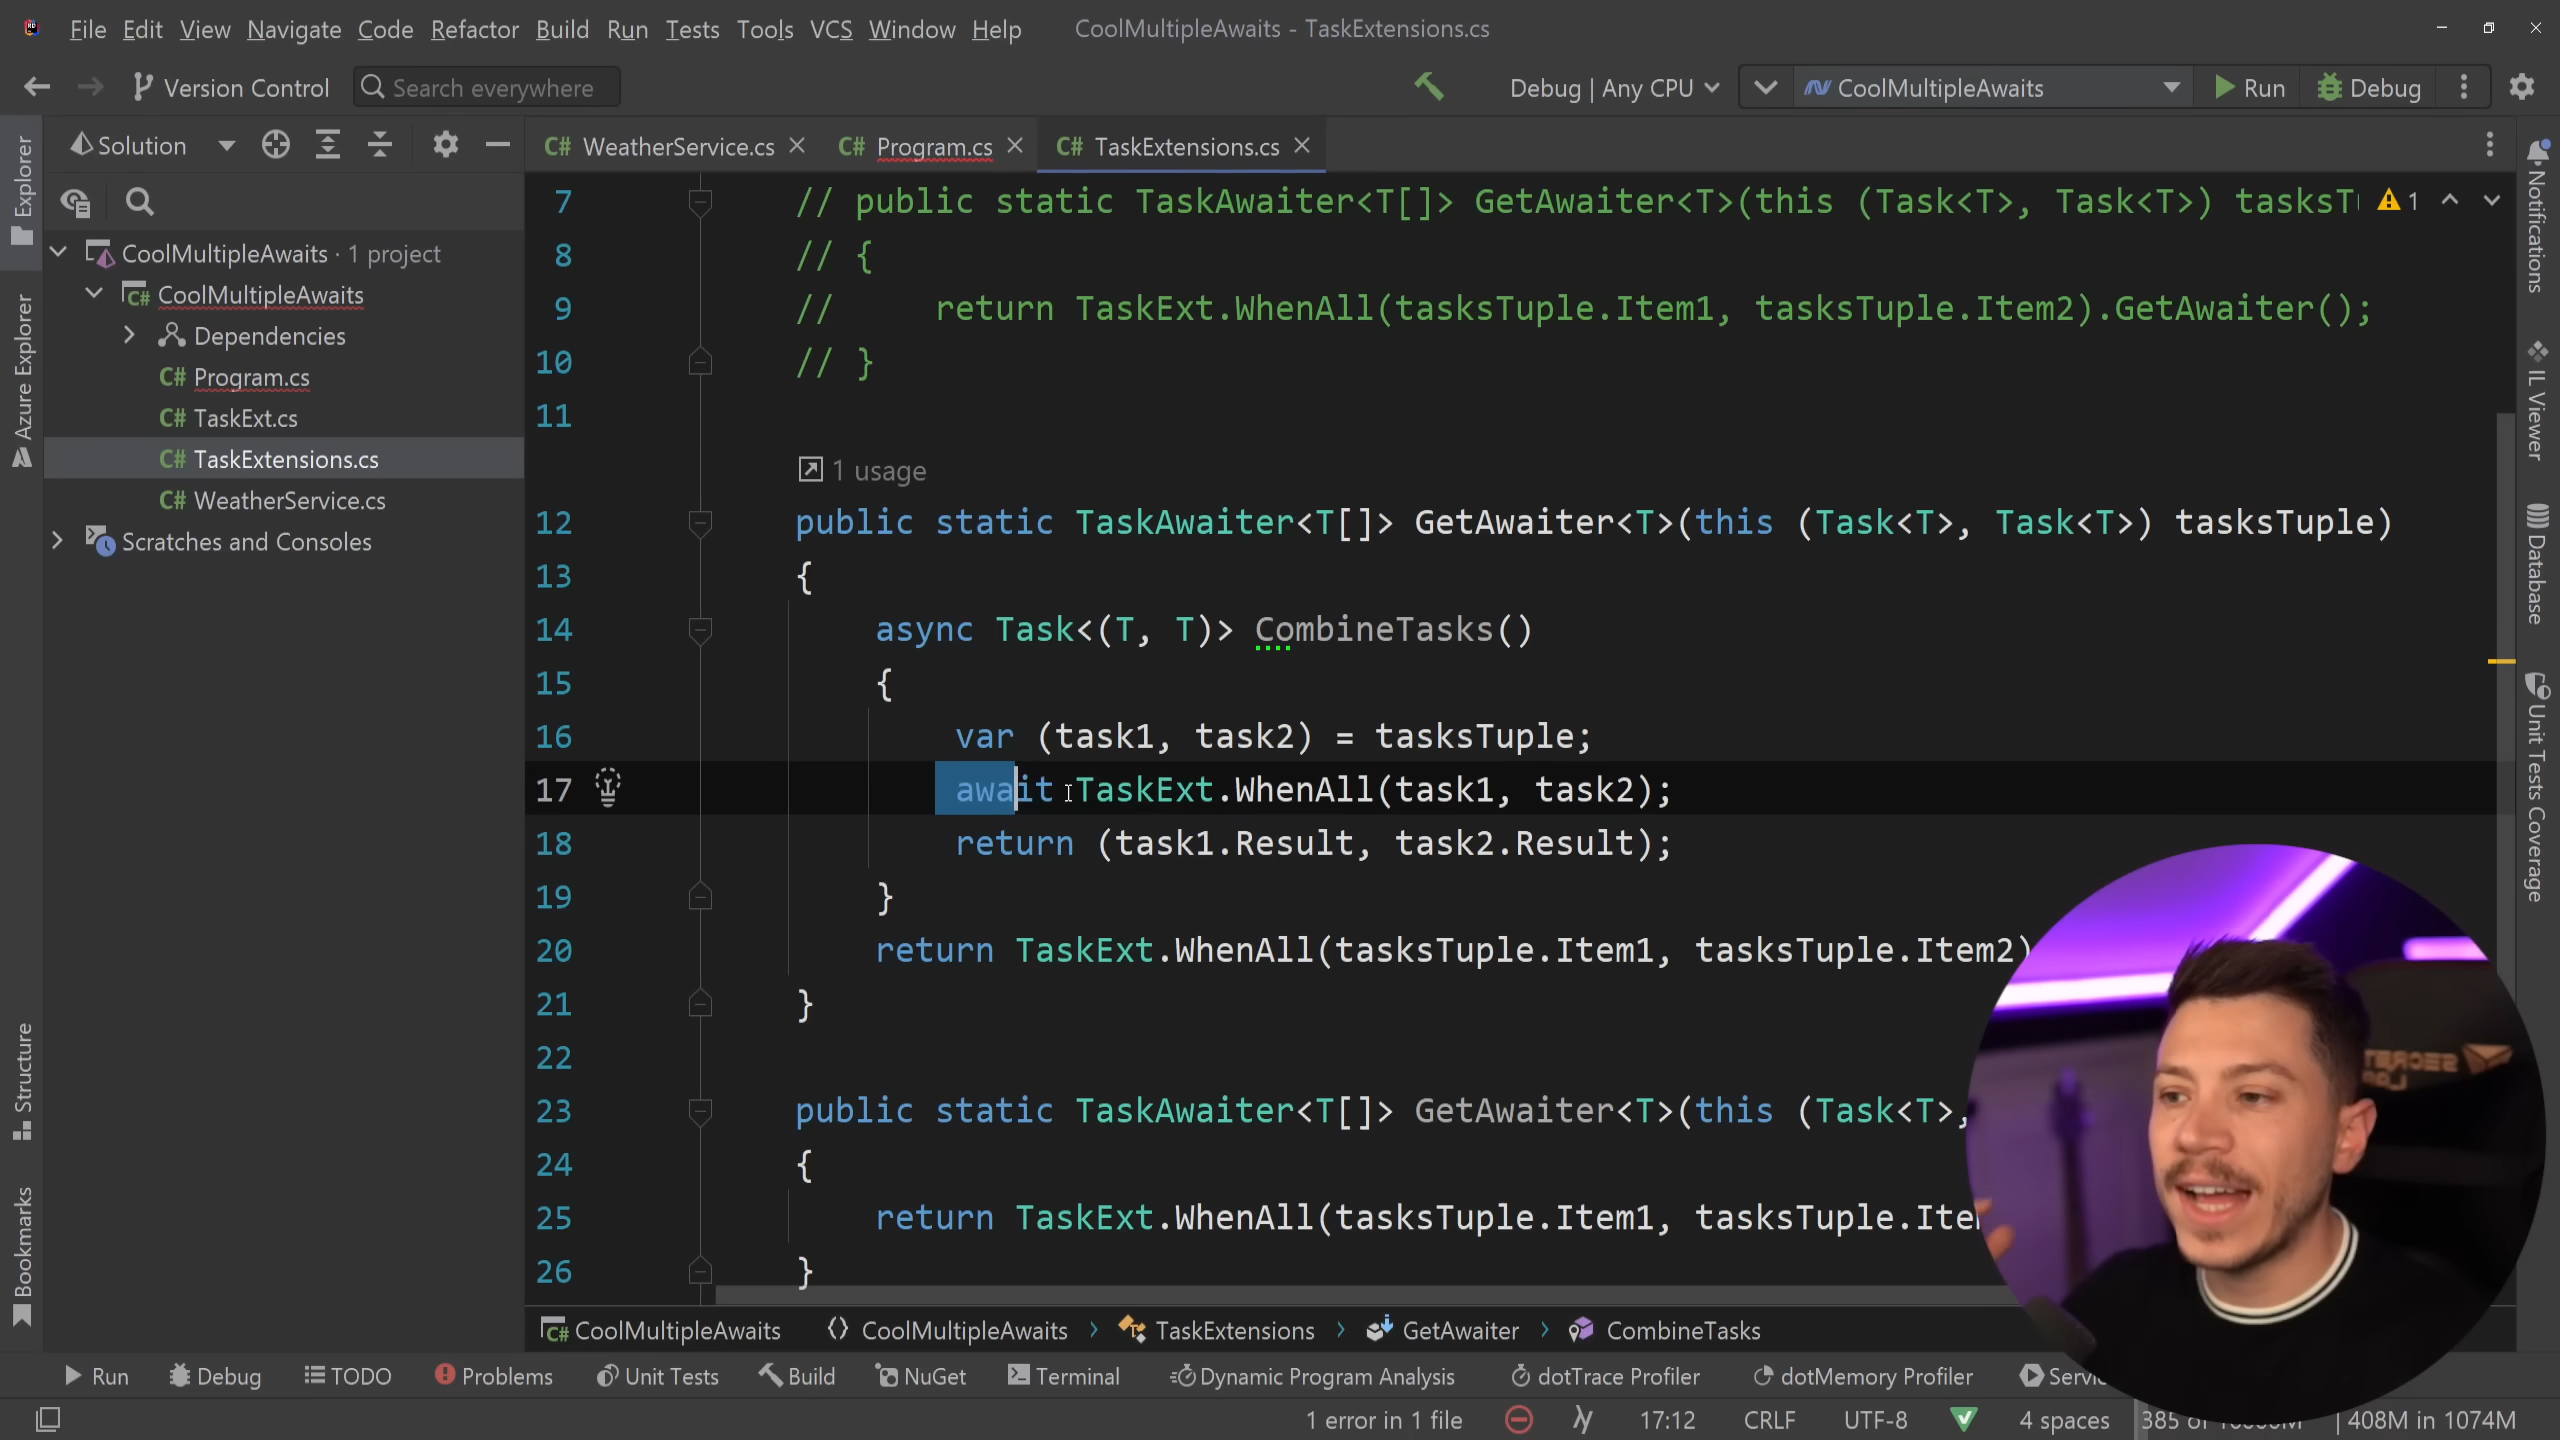 File Edit View Navigate Code Refactor Build Run Tests Tools VCS Window Help CoolMultipleAwaits - TaskExtensions.cs
Version Control Search everywhere Debug | Any CPU CoolMultipleAwaits Run Debug
Solution
WeatherService.cs Program.cs TaskExtensions.cs
Explorer
Azure Explorer
Structure
Bookmarks
CoolMultipleAwaits · 1 project
CoolMultipleAwaits
Dependencies
C# Program.cs
C# TaskExt.cs
C# TaskExtensions.cs
C# WeatherService.cs
Scratches and Consoles
7 // public static TaskAwaiter<T[]> GetAwaiter<T>(this (Task<T>, Task<T>) tasksT 1
8 // {
9 //     return TaskExt.WhenAll(tasksTuple.Item1, tasksTuple.Item2).GetAwaiter();
10 // }
11
1 usage
12 public static TaskAwaiter<T[]> GetAwaiter<T>(this (Task<T>, Task<T>) tasksTuple)
13 {
14 async Task<(T, T)> CombineTasks()
15 {
16 var (task1, task2) = tasksTuple;
17 await TaskExt.WhenAll(task1, task2);
18 return (task1.Result, task2.Result);
19 }
20 return TaskExt.WhenAll(tasksTuple.Item1, tasksTuple.Item2)
21 }
22
23 public static TaskAwaiter<T[]> GetAwaiter<T>(this (Task<T>,
24 {
25 return TaskExt.WhenAll(tasksTuple.Item1, tasksTuple.Ite
26 }
Notifications
IL Viewer
Database
Unit Tests Coverage
CoolMultipleAwaits CoolMultipleAwaits TaskExtensions GetAwaiter CombineTasks
Run Debug TODO Problems Unit Tests Build NuGet Terminal Dynamic Program Analysis dotTrace Profiler dotMemory Profiler
1 error in 1 file 17:12 CRLF UTF-8 4 spaces 408M in 1074M